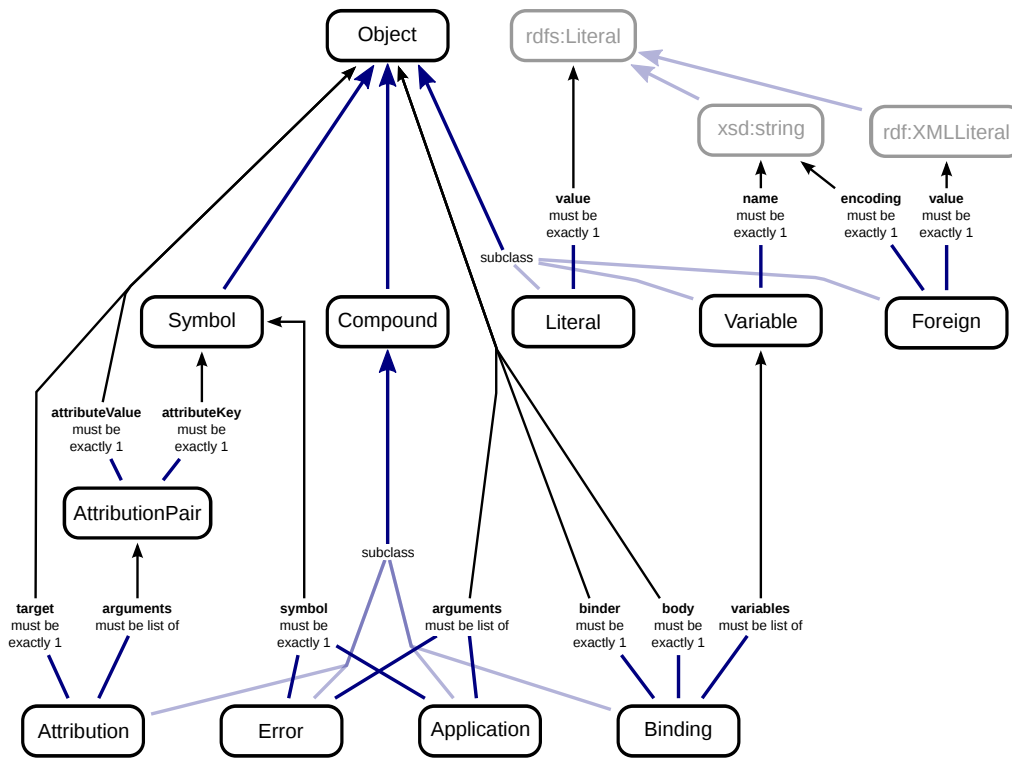 Object
rdfs:Literal
xsd:string
rdf:XMLLiteral
value
must be
exactly 1
name
must be
exactly 1
encoding
must be
exactly 1
value
must be
exactly 1
subclass
Symbol
Compound
Literal
Variable
Foreign
attributeValue
must be
exactly 1
attributeKey
must be
exactly 1
AttributionPair
subclass
target
must be
exactly 1
arguments
must be list of
symbol
must be
exactly 1
arguments
must be list of
binder
must be
exactly 1
body
must be
exactly 1
variables
must be list of
Attribution
Error
Application
Binding